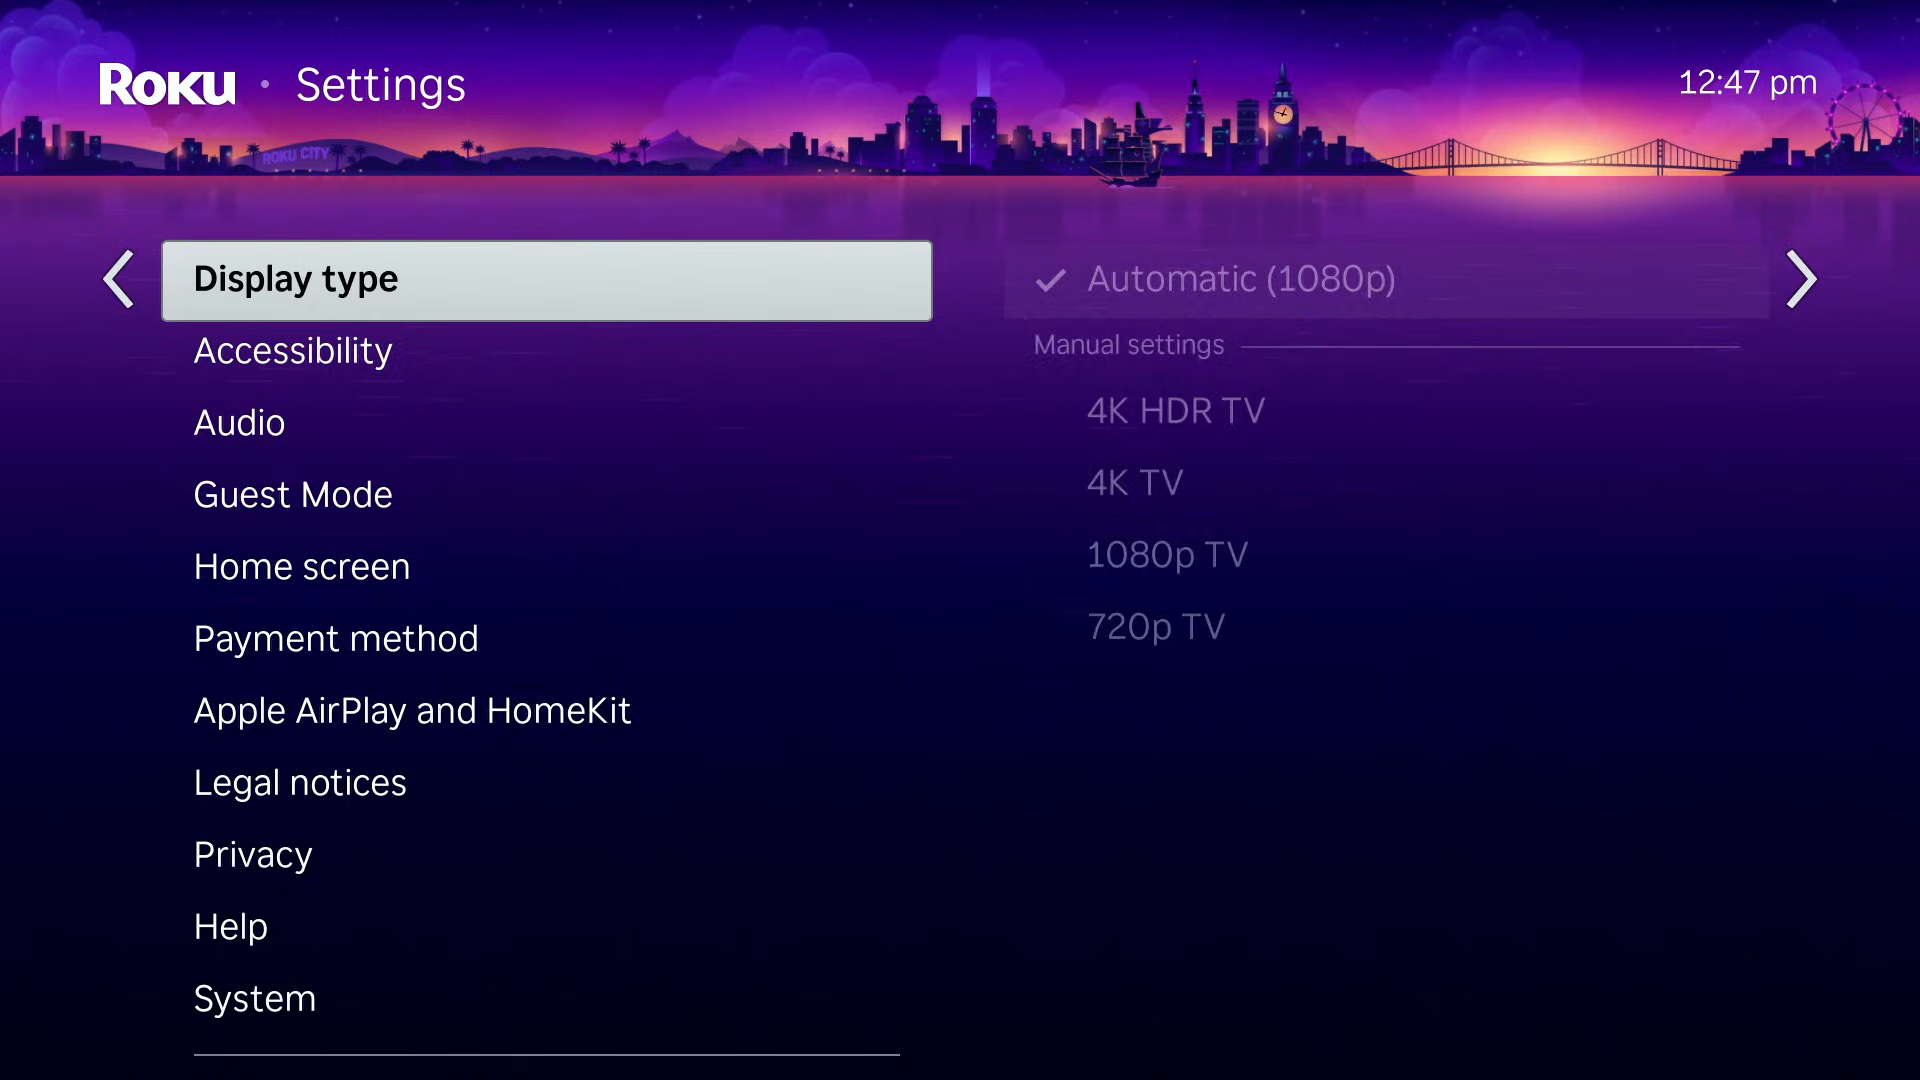 Roku • Settings
12:47 pm
ROKU CITY
Display type
Accessibility
Audio
Guest Mode
Home screen
Payment method
Apple AirPlay and HomeKit
Legal notices
Privacy
Help
System
Automatic (1080p)
Manual settings
4K HDR TV
4K TV
1080p TV
720p TV